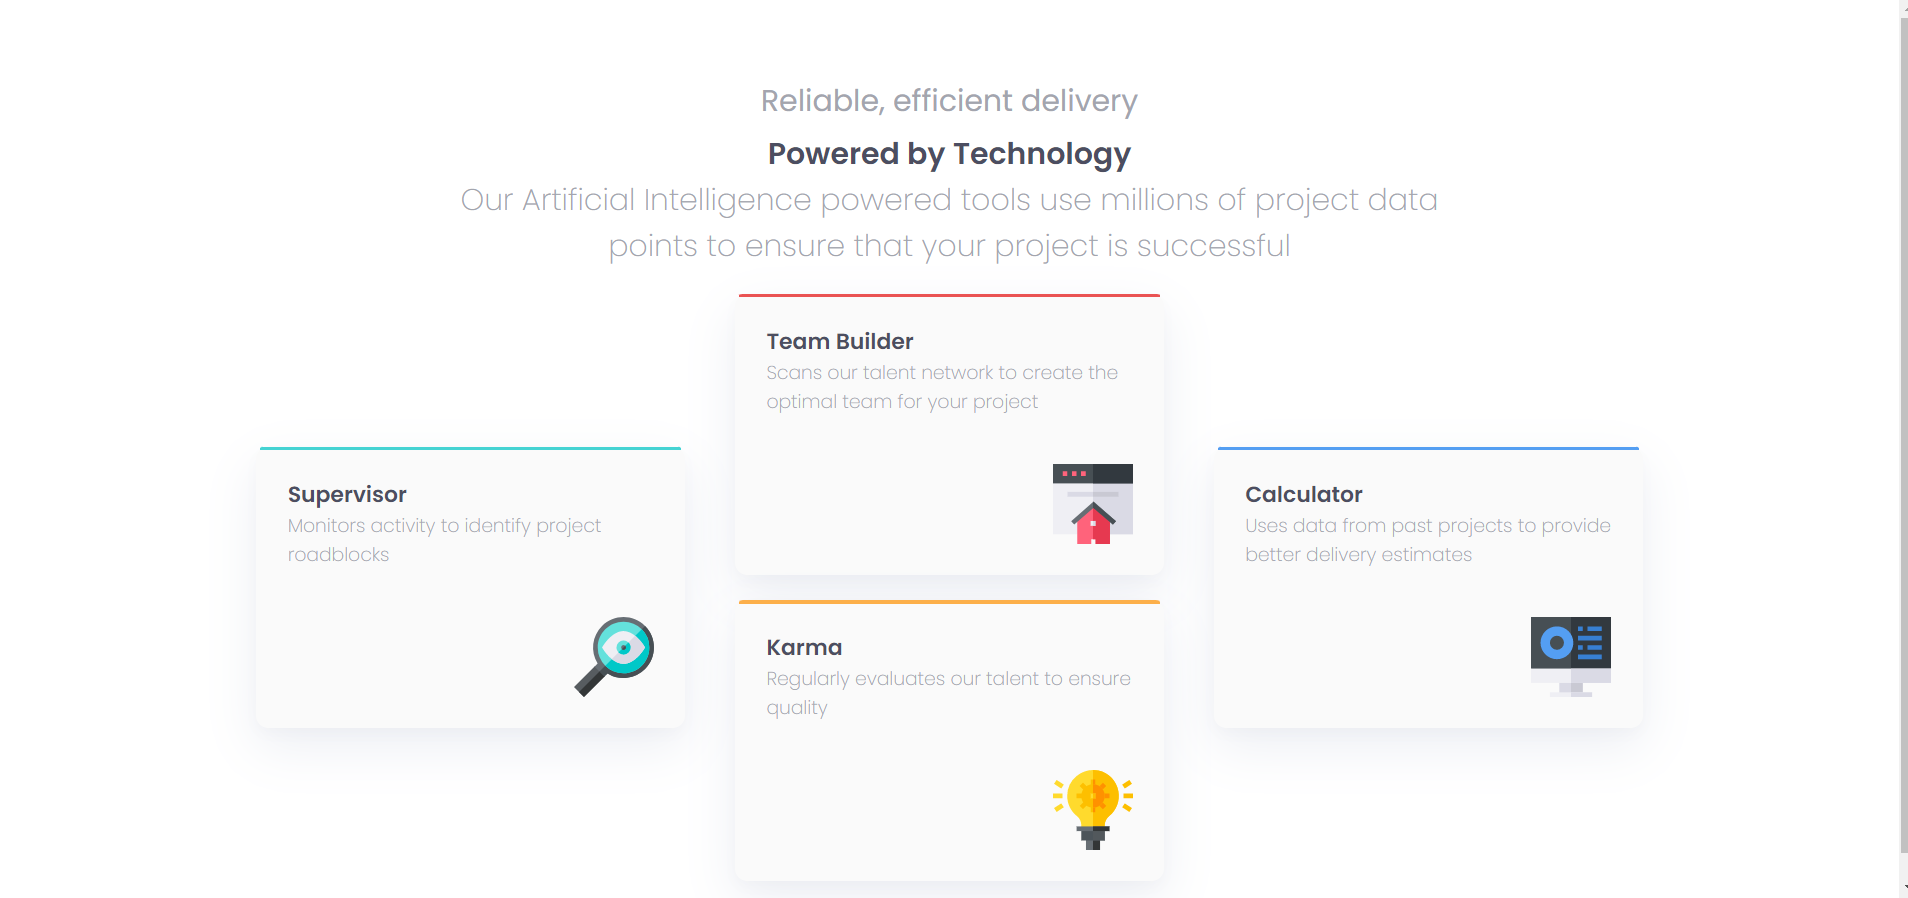 Reliable, efficient delivery
Powered by Technology
Our Artificial Intelligence powered tools use millions of project data
points to ensure that your project is successful
Supervisor
Monitors activity to identify project
roadblocks
Team Builder
Scans our talent network to create the
optimal team for your project
Karma
Regularly evaluates our talent to ensure
quality
Calculator
Uses data from past projects to provide
better delivery estimates